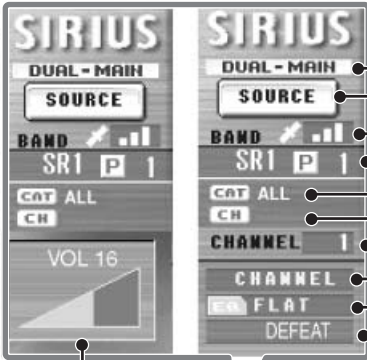 SIRIUS
DUAL-MAIN
SOURCE
BAND
SR1 P 1
CAT ALL
CH
VOL 16
SIRIUS
DUAL-MAIN
SOURCE
BAND
SR1 P 1
CAT ALL
CH
CHANNEL 1
CHANNEL
EQ FLAT
DEFEAT